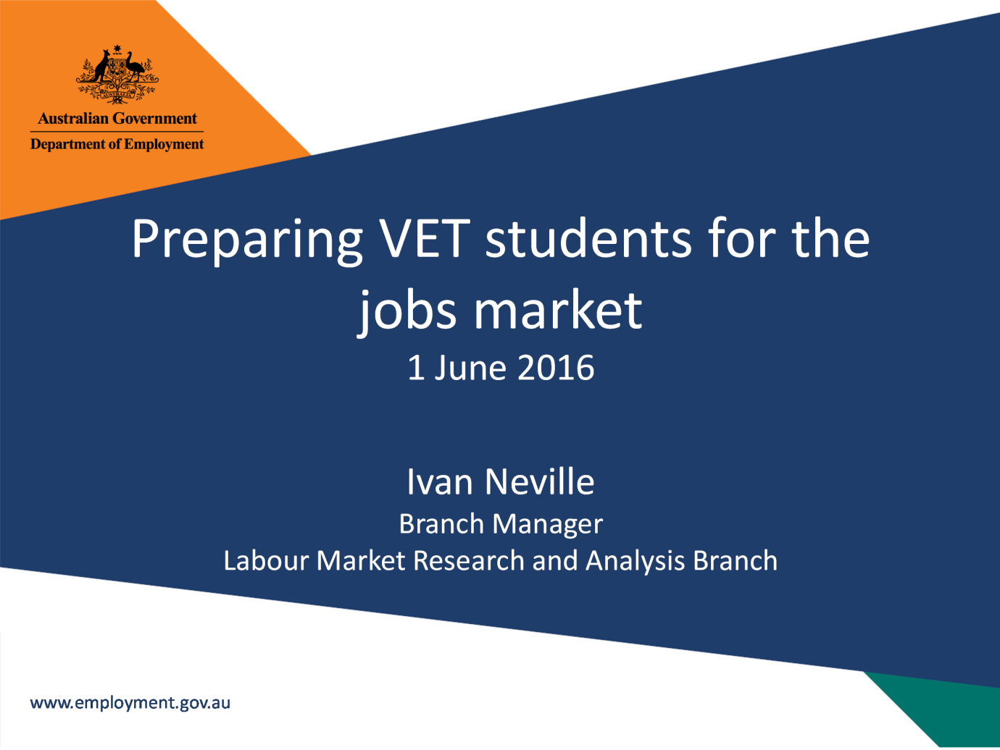 AUSTRALIA
Australian Government
Department of Employment
Preparing VET students for the
jobs market
1 June 2016
Ivan Neville
Branch Manager
Labour Market Research and Analysis Branch
www.employment.gov.au